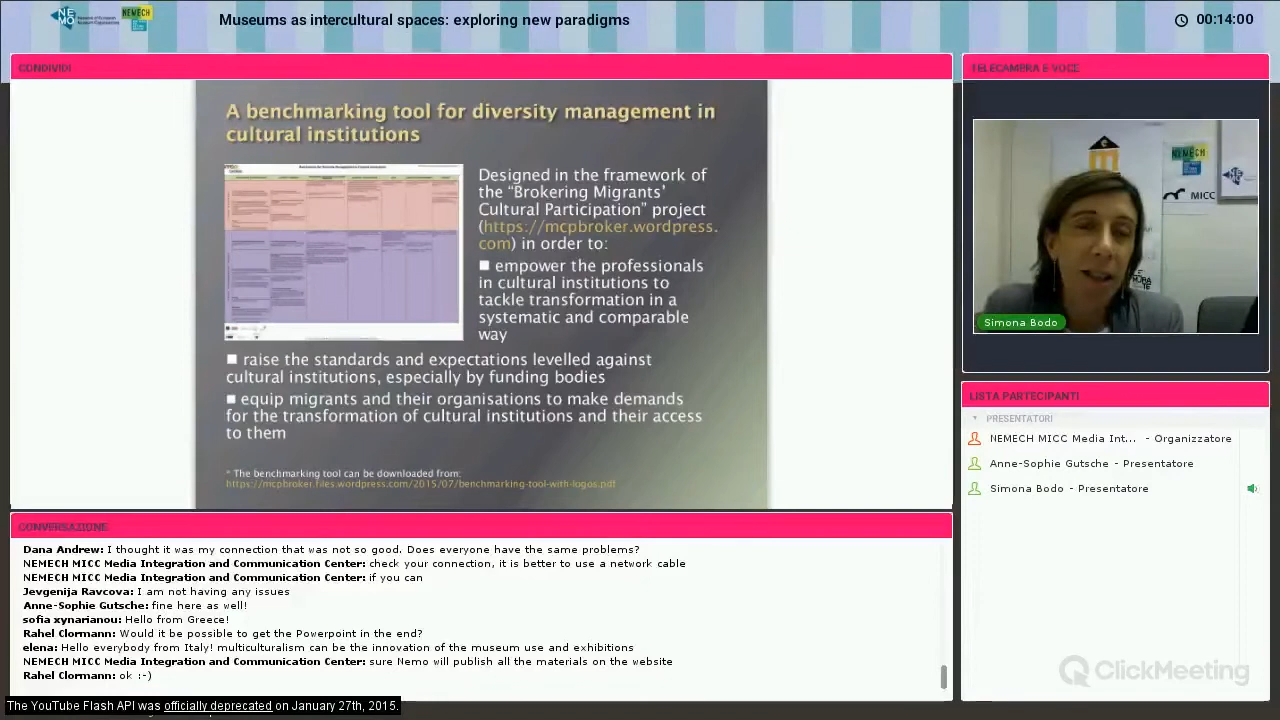 NE
MO
NEMECH
Museums as intercultural spaces: exploring new paradigms
00:14:00
CONDIVIDI
TELECAMERA E VOCE
A benchmarking tool for diversity management in
cultural institutions
Designed in the framework of
the “Brokering Migrants’
Cultural Participation” project
(https://mcpbroker.wordpress.
com) in order to:
empower the professionals
in cultural institutions to
tackle transformation in a
systematic and comparable
way
raise the standards and expectations levelled against
cultural institutions, especially by funding bodies
equip migrants and their organisations to make demands
for the transformation of cultural institutions and their access
to them
* The benchmarking tool can be downloaded from:
https://mcpbroker.files.wordpress.com/2015/07/benchmarking-tool-with-logos.pdf
NEMECH
MICC
Simona Bodo
LISTA PARTECIPANTI
PRESENTATORI
NEMECH MICC Media Int... - Organizzatore
Anne-Sophie Gutsche - Presentatore
Simona Bodo - Presentatore
CONVERSAZIONE
Dana Andrew: I thought it was my connection that was not so good. Does everyone have the same problems?
NEMECH MICC Media Integration and Communication Center: check your connection, it is better to use a network cable
NEMECH MICC Media Integration and Communication Center: if you can
Jevgenija Ravcova: I am not having any issues
Anne-Sophie Gutsche: fine here as well!
sofia xynarianou: Hello from Greece!
Rahel Clormann: Would it be possible to get the Powerpoint in the end?
elena: Hello everybody from Italy! multiculturalism can be the innovation of the museum use and exhibitions
NEMECH MICC Media Integration and Communication Center: sure Nemo will publish all the materials on the website
Rahel Clormann: ok :-)
ClickMeeting
The YouTube Flash API was officially deprecated on January 27th, 2015.